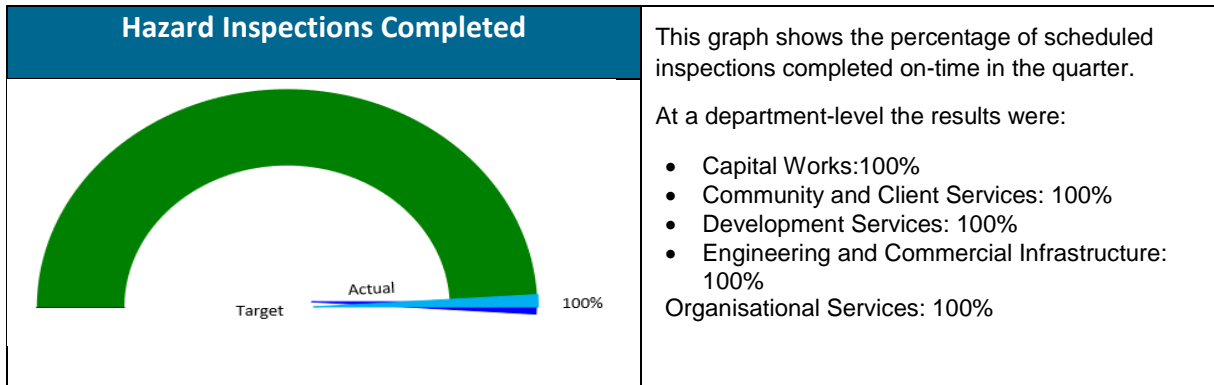 Hazard Inspections Completed
Actual
Target
100%
This graph shows the percentage of scheduled
inspections completed on-time in the quarter.
At a department-level the results were:
• Capital Works:100%
• Community and Client Services: 100%
• Development Services: 100%
• Engineering and Commercial Infrastructure:
100%
Organisational Services: 100%